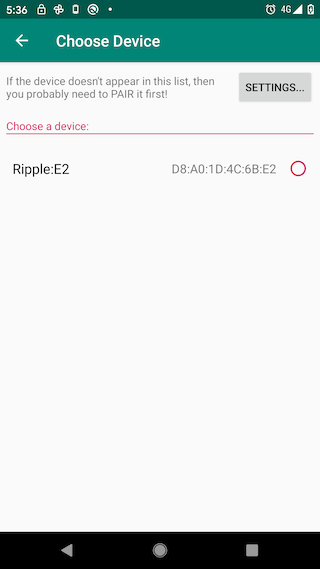 5:36
4G
Choose Device
If the device doesn't appear in this list, then
you probably need to PAIR it first!
SETTINGS...
Choose a device:
Ripple:E2 D8:A0:1D:4C:6B:E2